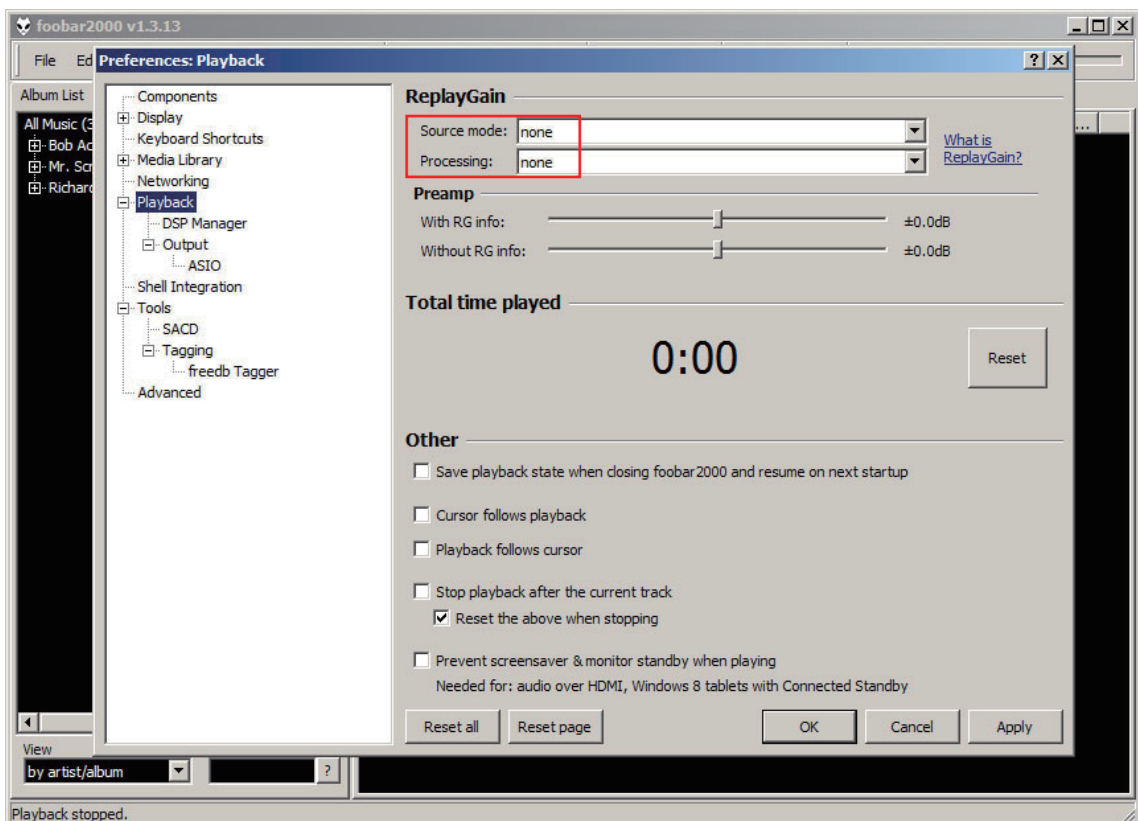 foobar2000 v1.3.13
File Ed
Preferences: Playback
Album List
All Music (3
Bob Ac
Mr. Scr
Richard
Components
Display
Keyboard Shortcuts
Media Library
Networking
Playback
DSP Manager
Output
ASIO
Shell Integration
Tools
SACD
Tagging
freedb Tagger
Advanced
ReplayGain
Source mode: none
Processing: none
What is
ReplayGain?
Preamp
With RG info: ±0.0dB
Without RG info: ±0.0dB
Total time played
0:00
Reset
Other
Save playback state when closing foobar2000 and resume on next startup
Cursor follows playback
Playback follows cursor
Stop playback after the current track
Reset the above when stopping
Prevent screensaver & monitor standby when playing
Needed for: audio over HDMI, Windows 8 tablets with Connected Standby
Reset all Reset page OK Cancel Apply
...
View
by artist/album ?
Playback stopped.